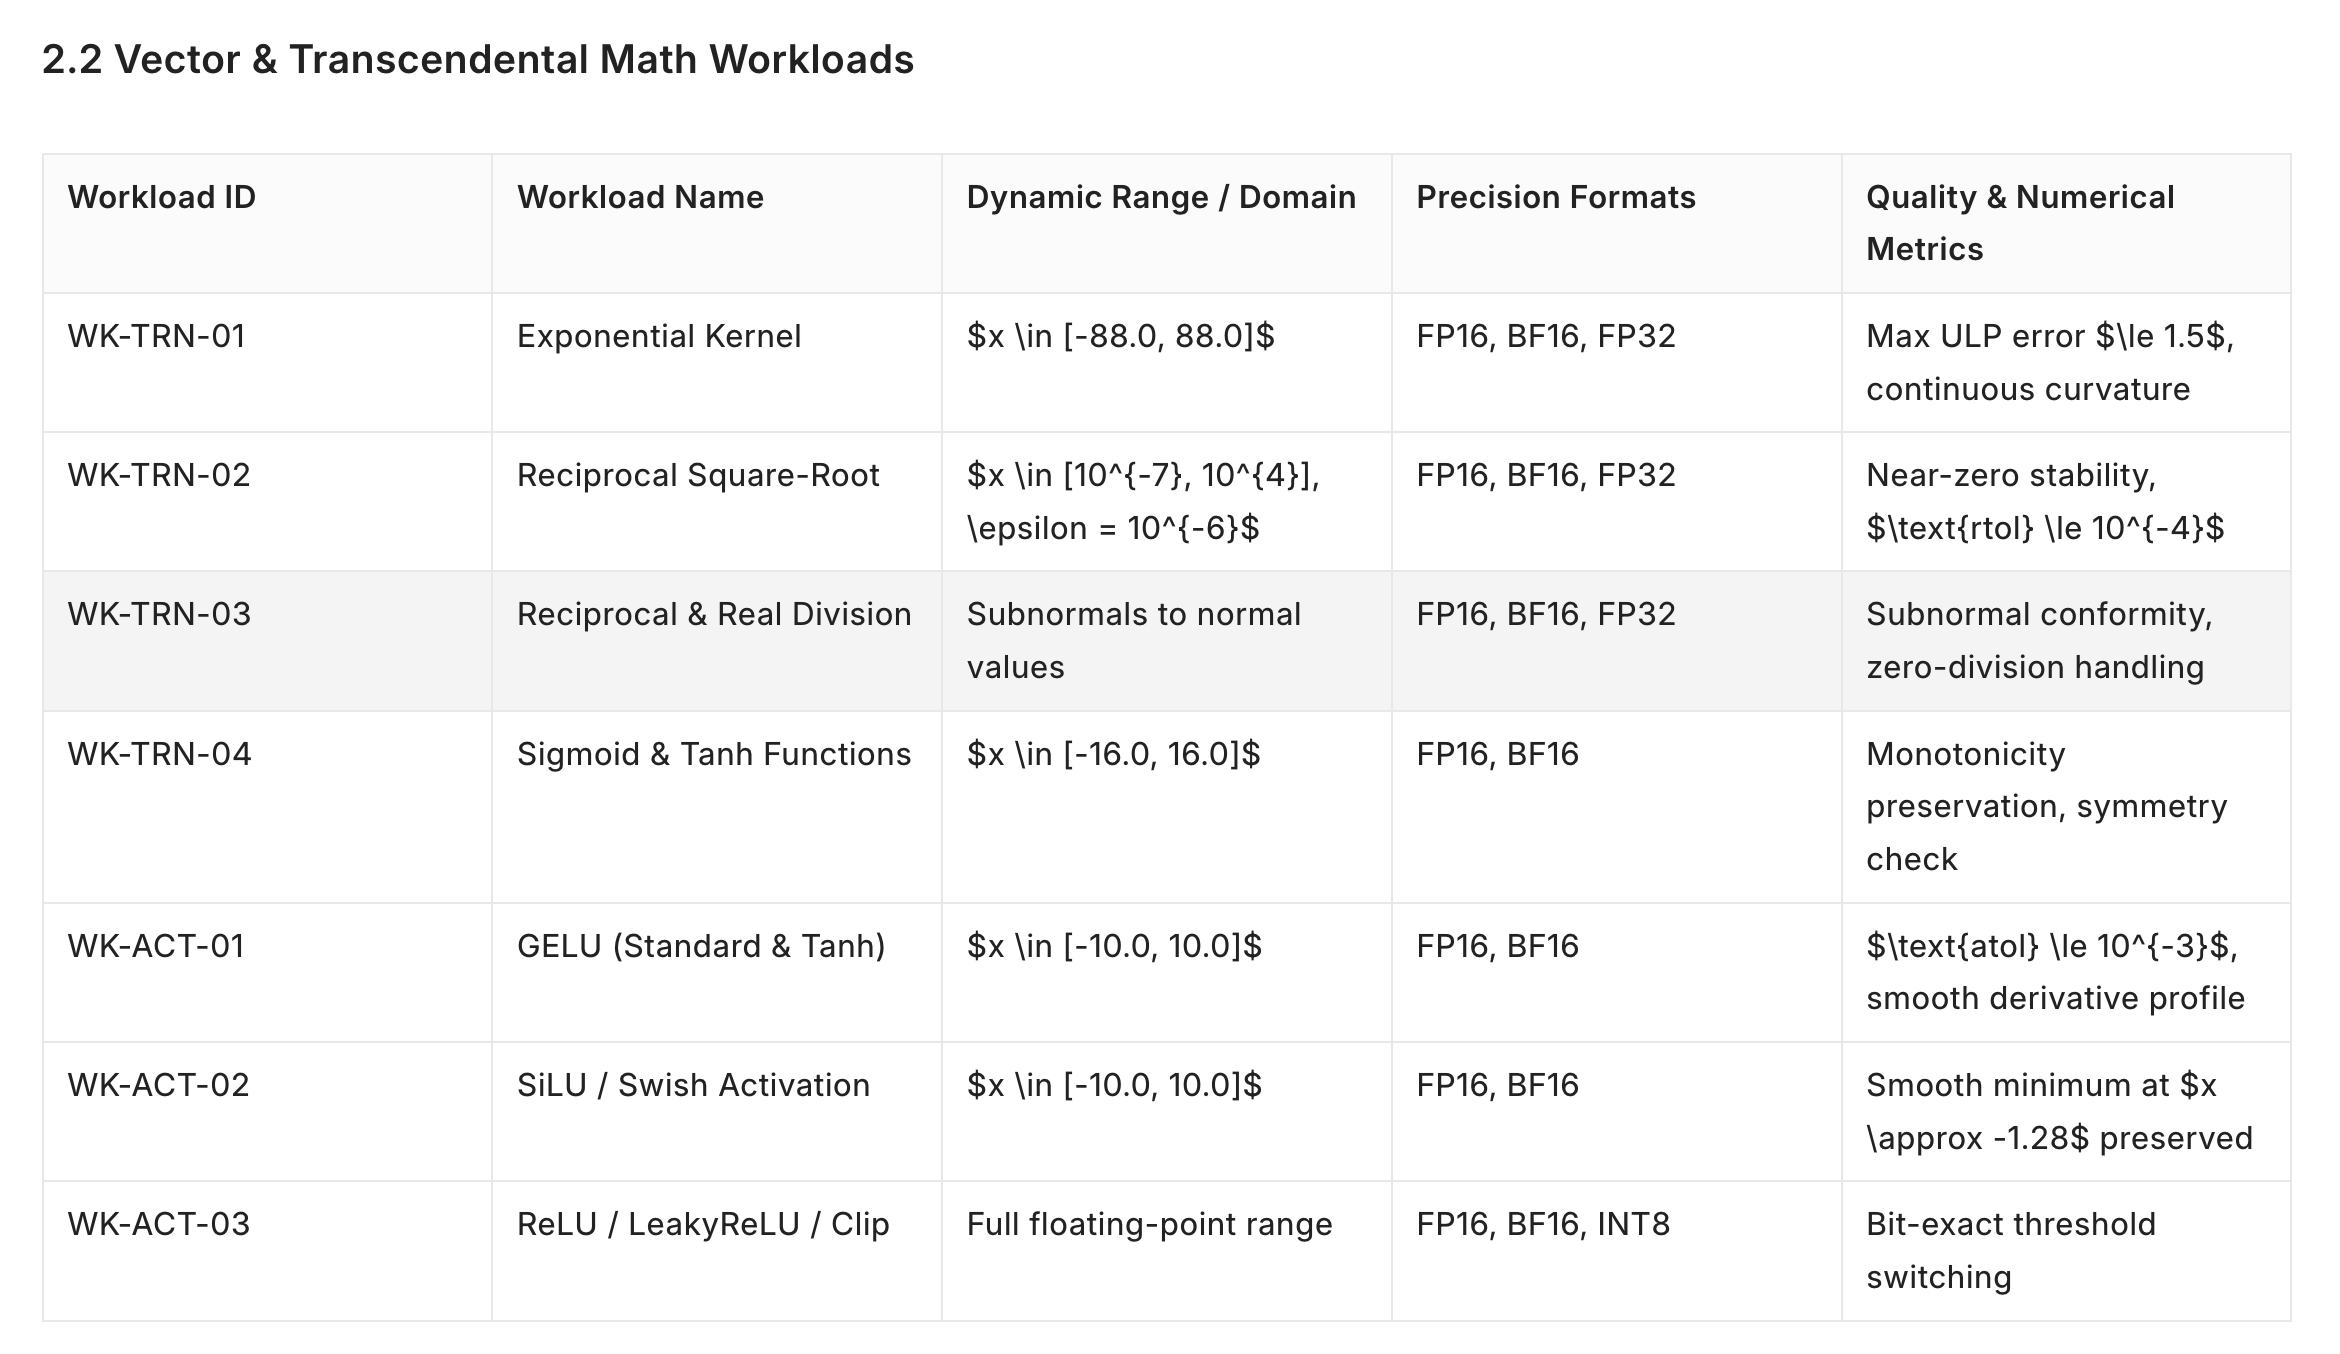 2.2 Vector & Transcendental Math Workloads
Workload ID
Workload Name
Dynamic Range / Domain
Precision Formats
Quality & Numerical
Metrics
WK-TRN-01
Exponential Kernel
$x \in [-88.0, 88.0]$
FP16, BF16, FP32
Max ULP error $\le 1.5$,
continuous curvature
WK-TRN-02
Reciprocal Square-Root
$x \in [10^{-7}, 10^{4}],
\epsilon = 10^{-6}$
FP16, BF16, FP32
Near-zero stability,
$\text{rtol} \le 10^{-4}$
WK-TRN-03
Reciprocal & Real Division
Subnormals to normal
values
FP16, BF16, FP32
Subnormal conformity,
zero-division handling
WK-TRN-04
Sigmoid & Tanh Functions
$x \in [-16.0, 16.0]$
FP16, BF16
Monotonicity
preservation, symmetry
check
WK-ACT-01
GELU (Standard & Tanh)
$x \in [-10.0, 10.0]$
FP16, BF16
$\text{atol} \le 10^{-3}$,
smooth derivative profile
WK-ACT-02
SiLU / Swish Activation
$x \in [-10.0, 10.0]$
FP16, BF16
Smooth minimum at $x
\approx -1.28$ preserved
WK-ACT-03
ReLU / LeakyReLU / Clip
Full floating-point range
FP16, BF16, INT8
Bit-exact threshold
switching